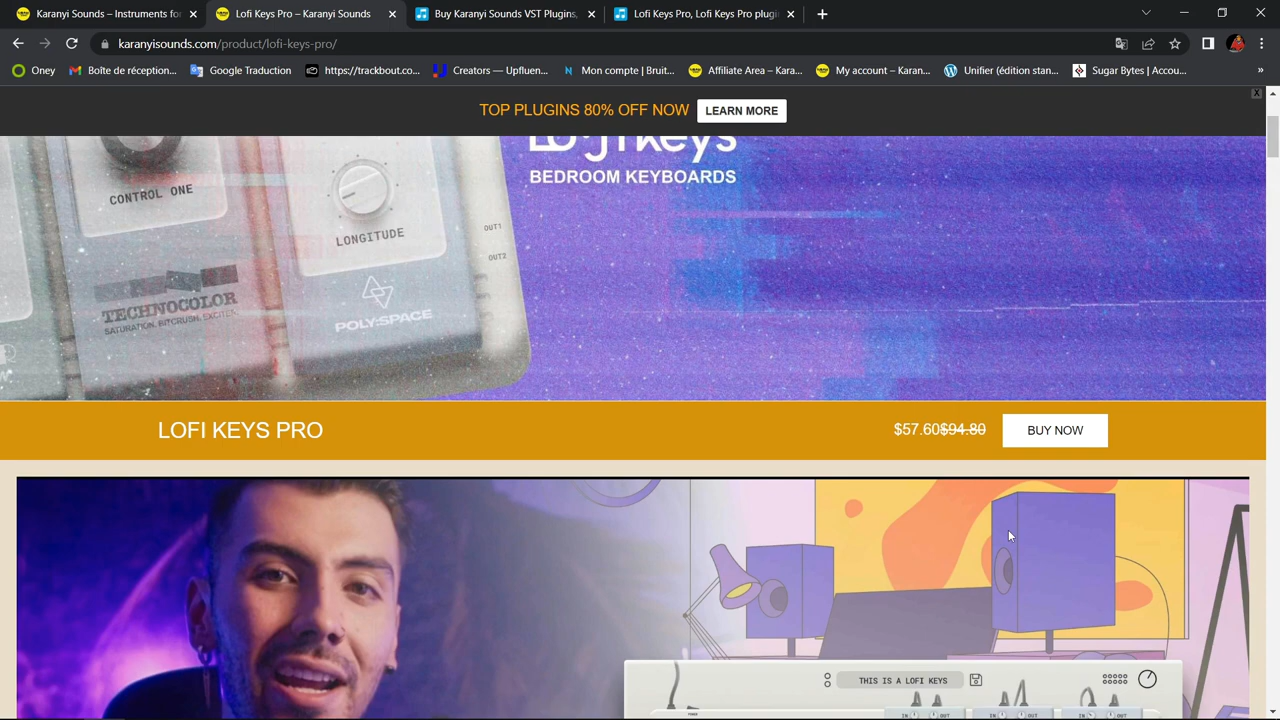 Karanyi Sounds – Instruments for
Lofi Keys Pro – Karanyi Sounds
Buy Karanyi Sounds VST Plugins,
Lofi Keys Pro, Lofi Keys Pro plugi
karanyisounds.com/product/lofi-keys-pro/
Oney
Boîte de réception...
Google Traduction
https://trackbout.co...
Creators — Upfluen...
Mon compte | Bruit...
Affiliate Area – Kara...
My account – Karan...
Unifier (édition stan...
Sugar Bytes | Accou...
»
TOP PLUGINS 80% OFF NOW
LEARN MORE
X
Lofi Keys
BEDROOM KEYBOARDS
CONTROL ONE
LONGITUDE
OUT1
OUT2
TECHNOCOLOR
SATURATION. BITCRUSH. EXCITER.
POLY:SPACE
LOFI KEYS PRO
$57.60$94.80
BUY NOW
THIS IS A LOFI KEYS
IN OUT
IN OUT
IN OUT